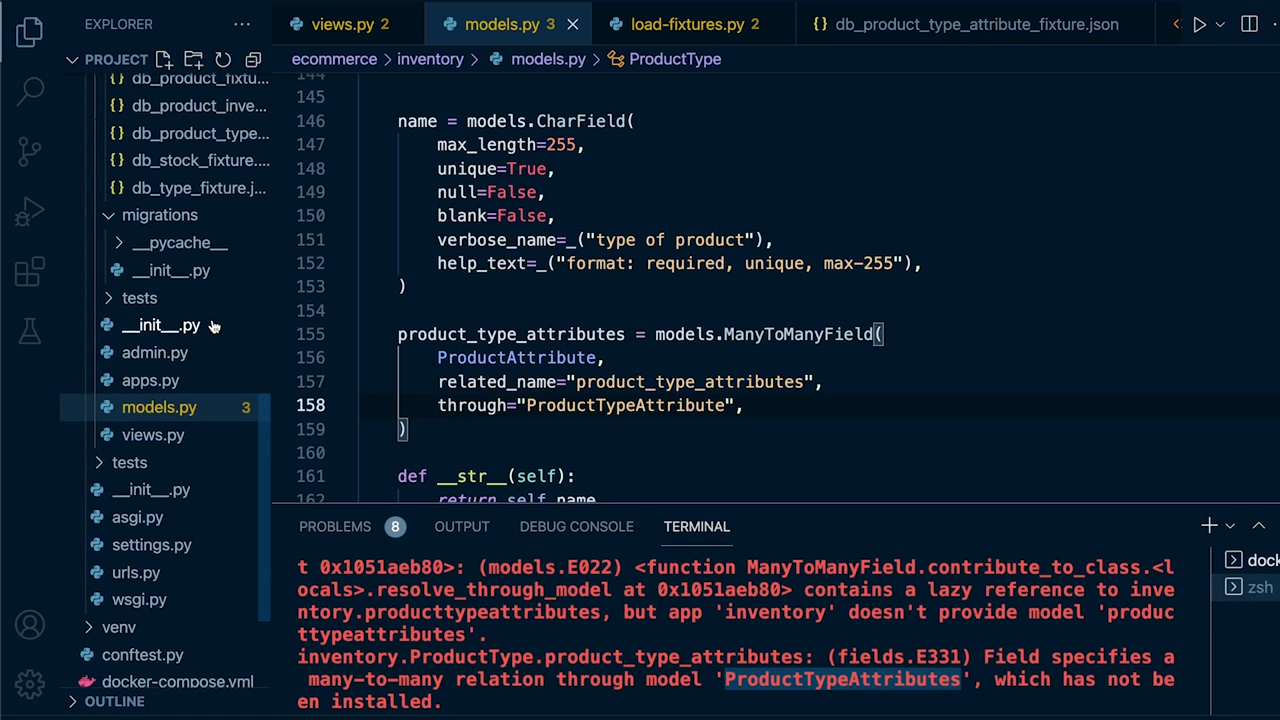 EXPLORER
views.py 2
models.py 3
load-fixtures.py 2
{} db_product_type_attribute_fixture.json
PROJECT
ecommerce > inventory > models.py > ProductType
{} db_product_fixtu...
{} db_product_inve...
{} db_product_type...
{} db_stock_fixture....
{} db_type_fixture.j...
migrations
__pycache__
__init__.py
tests
__init__.py
admin.py
apps.py
models.py 3
views.py
tests
__init__.py
asgi.py
settings.py
urls.py
wsgi.py
venv
conftest.py
docker-compose.yml
OUTLINE
144
145
146 name = models.CharField(
147 max_length=255,
148 unique=True,
149 null=False,
150 blank=False,
151 verbose_name=_("type of product"),
152 help_text=_("format: required, unique, max-255"),
153 )
154
155 product_type_attributes = models.ManyToManyField(
156 ProductAttribute,
157 related_name="product_type_attributes",
158 through="ProductTypeAttribute",
159 )
160
161 def __str__(self):
162 return self.name
PROBLEMS 8 OUTPUT DEBUG CONSOLE TERMINAL
t 0x1051aeb80>: (models.E022) <function ManyToManyField.contribute_to_class.<l
ocals>.resolve_through_model at 0x1051aeb80> contains a lazy reference to inve
ntory.producttypeattributes, but app 'inventory' doesn't provide model 'produc
ttypeattributes'.
inventory.ProductType.product_type_attributes: (fields.E331) Field specifies a
many-to-many relation through model 'ProductTypeAttributes', which has not be
en installed.
dock
zsh